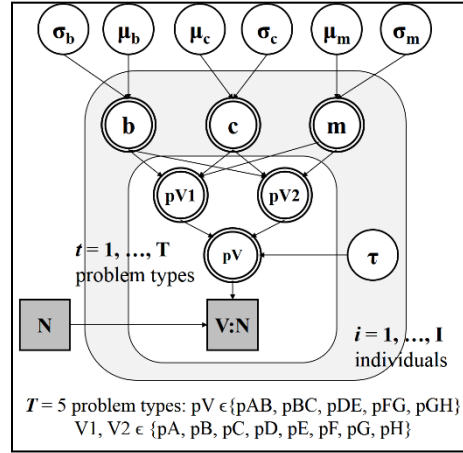 σb μb μc σc μm σm
b c m
pV1 pV2
pV
t = 1, …, T
problem types
τ
N V:N
i = 1, …, I
individuals
T = 5 problem types: pV ϵ{pAB, pBC, pDE, pFG, pGH}
V1, V2 ϵ {pA, pB, pC, pD, pE, pF, pG, pH}